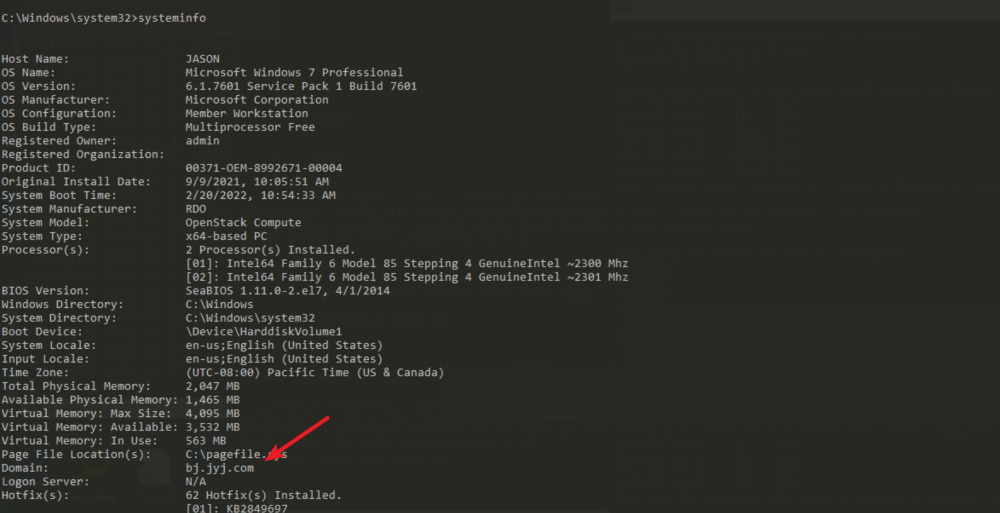 C:\Windows\system32>systeminfo
Host Name: JASON
OS Name: Microsoft Windows 7 Professional
OS Version: 6.1.7601 Service Pack 1 Build 7601
OS Manufacturer: Microsoft Corporation
OS Configuration: Member Workstation
OS Build Type: Multiprocessor Free
Registered Owner: admin
Registered Organization:
Product ID: 00371-OEM-8992671-00004
Original Install Date: 9/9/2021, 10:05:51 AM
System Boot Time: 2/20/2022, 10:54:33 AM
System Manufacturer: RDO
System Model: OpenStack Compute
System Type: x64-based PC
Processor(s): 2 Processor(s) Installed.
[01]: Intel64 Family 6 Model 85 Stepping 4 GenuineIntel ~2300 Mhz
[02]: Intel64 Family 6 Model 85 Stepping 4 GenuineIntel ~2301 Mhz
BIOS Version: SeaBIOS 1.11.0-2.el7, 4/1/2014
Windows Directory: C:\Windows
System Directory: C:\Windows\system32
Boot Device: \Device\HarddiskVolume1
System Locale: en-us;English (United States)
Input Locale: en-us;English (United States)
Time Zone: (UTC-08:00) Pacific Time (US & Canada)
Total Physical Memory: 2,047 MB
Available Physical Memory: 1,465 MB
Virtual Memory: Max Size: 4,095 MB
Virtual Memory: Available: 3,532 MB
Virtual Memory: In Use: 563 MB
Page File Location(s): C:\pagefile.sys
Domain: bj.jyj.com
Logon Server: N/A
Hotfix(s): 62 Hotfix(s) Installed.
[01]: KB2849697